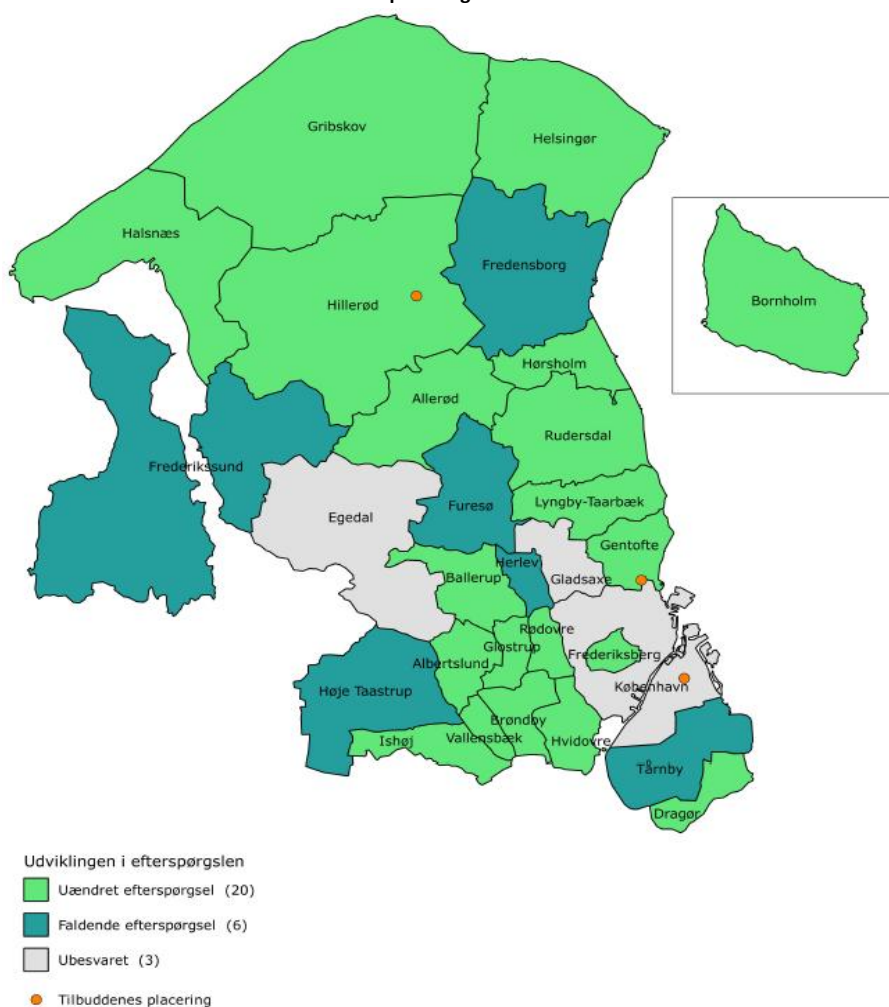 Gribskov
Helsingør
Halsnæs
Fredensborg
Bornholm
Hillerød
Hørsholm
Allerød
Rudersdal
Frederikssund
Lyngby-Taarbæk
Egedal
Furesø
Gentofte
Herlev
Ballerup
Gladsaxe
Rødovre
Glostrup
Frederiksberg
Albertslund
Høje Taastrup
København
Brøndby
Ishøj
Vallensbæk
Hvidovre
Tårnby
Dragør
Udviklingen i efterspørgslen
Uændret efterspørgsel (20)
Faldende efterspørgsel (6)
Ubesvaret (3)
Tilbuddenes placering